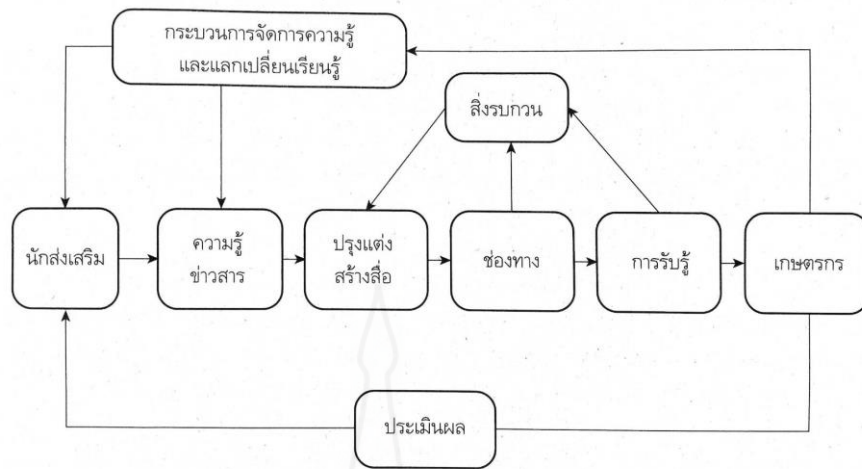 กระบวนการจัดการความรู้
และแลกเปลี่ยนเรียนรู้
สิ่งรบกวน
นักส่งเสริม
ความรู้
ข่าวสาร
ปรุงแต่ง
สร้างสื่อ
ช่องทาง
การรับรู้
เกษตรกร
ประเมินผล